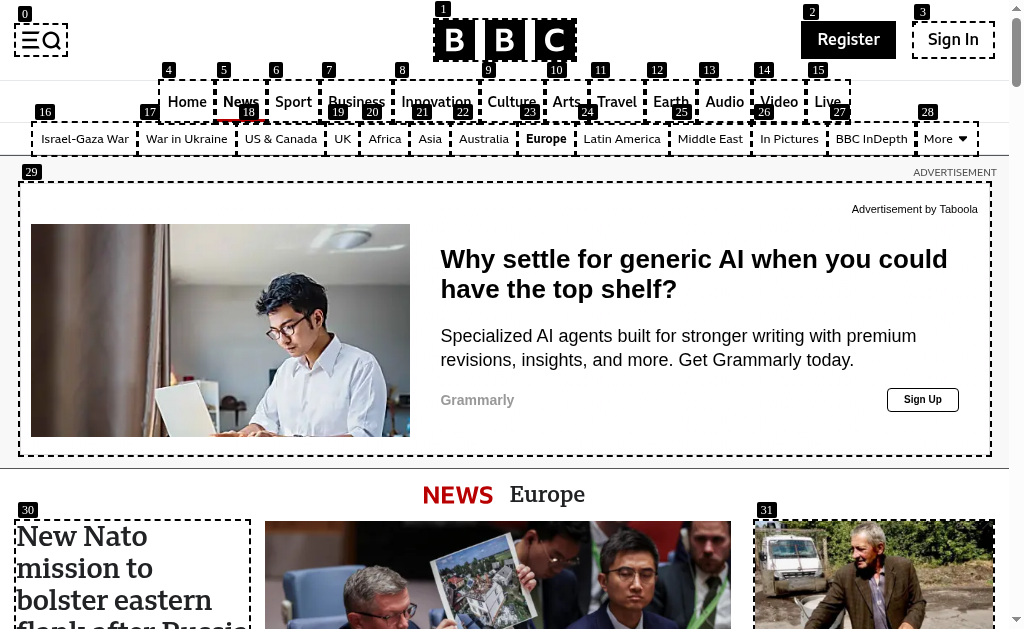 BBC
Register
Sign In
Home
News
Sport
Business
Innovation
Culture
Arts
Travel
Earth
Audio
Video
Live
Israel-Gaza War
War in Ukraine
US & Canada
UK
Africa
Asia
Australia
Europe
Latin America
Middle East
In Pictures
BBC InDepth
More
ADVERTISEMENT
Advertisement by Taboola
Why settle for generic AI when you could
have the top shelf?
Specialized AI agents built for stronger writing with premium
revisions, insights, and more. Get Grammarly today.
Grammarly
Sign Up
NEWS Europe
New Nato
mission to
bolster eastern
flank after Russia
0
1
2
3
4
5
6
7
8
9
10
11
12
13
14
15
16
17
18
19
20
21
22
23
24
25
26
27
28
29
30
31